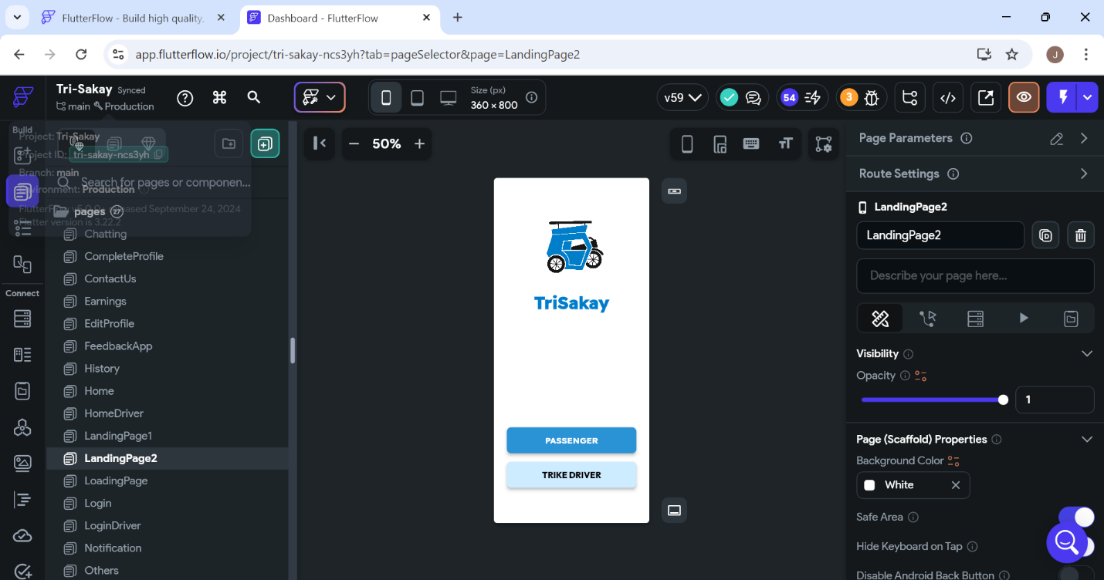 FlutterFlow - Build high quality,
Dashboard - FlutterFlow
app.flutterflow.io/project/tri-sakay-ncs3yh?tab=pageSelector&page=LandingPage2
J
Tri-Sakay Synced
main Production
Size (px)
360 × 800
v59
54
3
Build
Project: Tri-Sakay
Project ID: tri-sakay-ncs3yh
Branch: main
Environment: Production
released September 24, 2024
Flutter version is 3.22.2
Search for pages or componen...
pages 27
Chatting
CompleteProfile
ContactUs
Earnings
EditProfile
FeedbackApp
History
Home
HomeDriver
LandingPage1
LandingPage2
LoadingPage
Login
LoginDriver
Notification
Others
Connect
50%
TriSakay
PASSENGER
TRIKE DRIVER
Page Parameters
Route Settings
LandingPage2
LandingPage2
Describe your page here...
Visibility
Opacity
1
Page (Scaffold) Properties
Background Color
White
Safe Area
Hide Keyboard on Tap
Disable Android Back Button